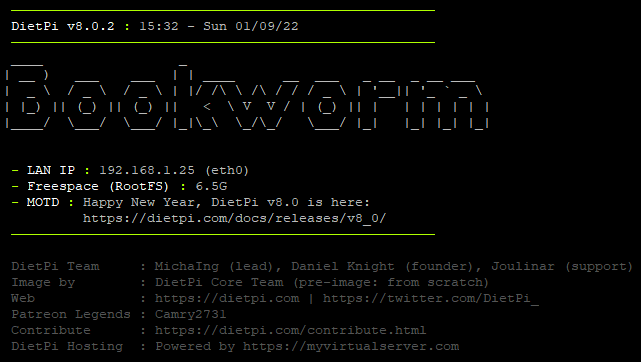 DietPi v8.0.2 : 15:32 - Sun 01/09/22
Bookworm
- LAN IP : 192.168.1.25 (eth0)
- Freespace (RootFS) : 6.5G
- MOTD : Happy New Year, DietPi v8.0 is here:
https://dietpi.com/docs/releases/v8_0/
DietPi Team : MichaIng (lead), Daniel Knight (founder), Joulinar (support)
Image by : DietPi Core Team (pre-image: from scratch)
Web : https://dietpi.com | https://twitter.com/DietPi_
Patreon Legends : Camry2731
Contribute : https://dietpi.com/contribute.html
DietPi Hosting : Powered by https://myvirtualserver.com